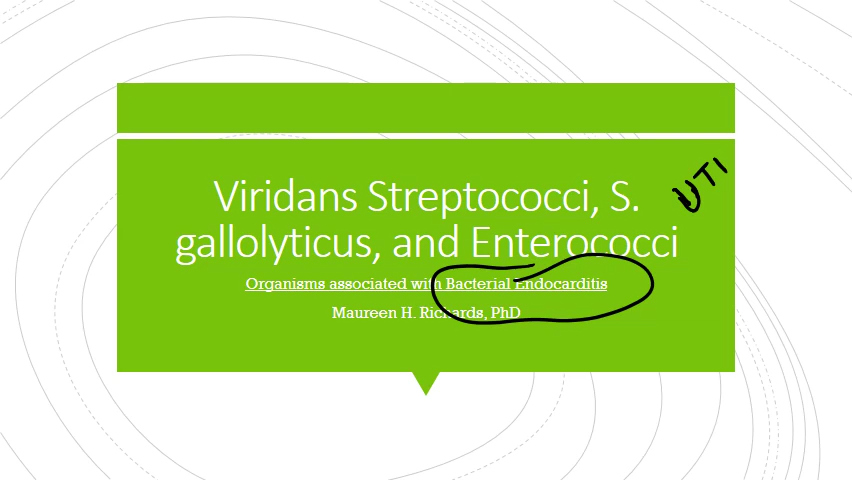 Viridans Streptococci, S.
gallolyticus, and Enterococci
UTI
Organisms associated with Bacterial Endocarditis
Maureen H. Richards, PhD